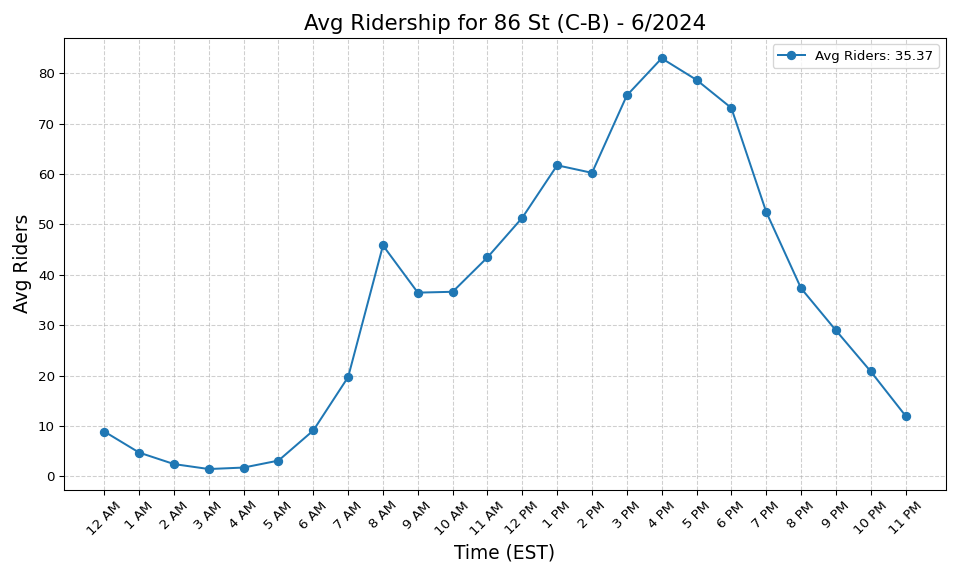 Avg Ridership for 86 St (C-B) - 6/2024
Avg Riders: 35.37
Avg Riders
80
70
60
50
40
30
20
10
0
12 AM
1 AM
2 AM
3 AM
4 AM
5 AM
6 AM
7 AM
8 AM
9 AM
10 AM
11 AM
12 PM
1 PM
2 PM
3 PM
4 PM
5 PM
6 PM
7 PM
8 PM
9 PM
10 PM
11 PM
Time (EST)